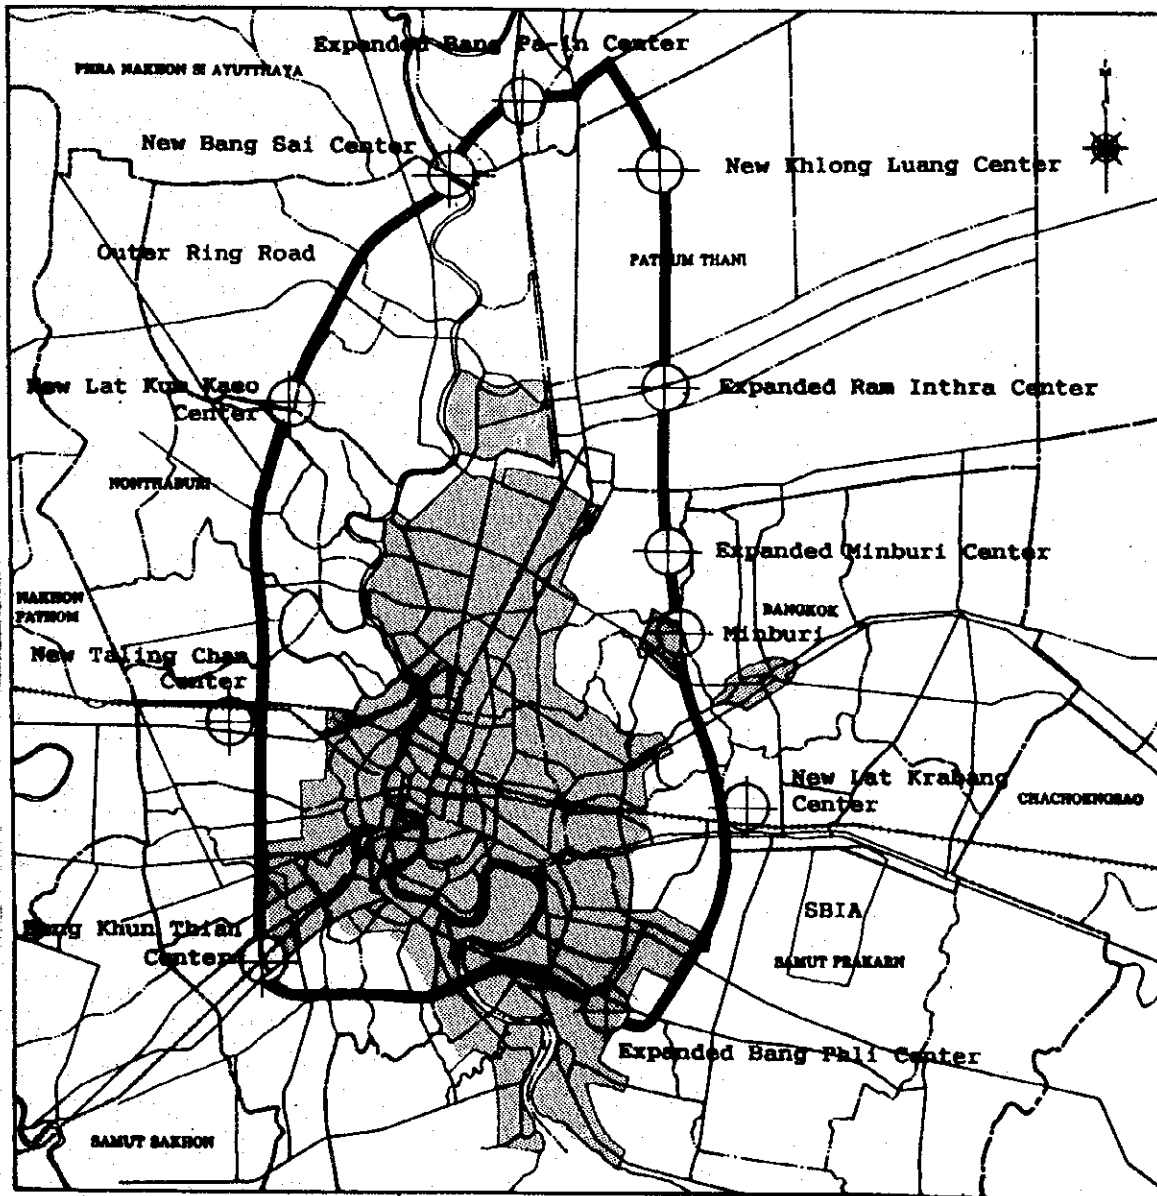 Expanded Bang Pa-in Center
PHRA NAKHON SI AYUTTHAYA
N
New Bang Sai Center
New Khlong Luang Center
Outer Ring Road
PATHUM THANI
New Lat Kum Kaeo
Center
Expanded Ram Inthra Center
NONTHABURI
Expanded Minburi Center
NAKHON
PATHOM
BANGKOK
Minburi
New Taling Chan
Center
New Lat Krabang
Center
CHACHOENGSAO
SBIA
Bang Khun Thian
Center
SAMUT PRAKARN
Expanded Bang Phli Center
SAMUT SAKHON